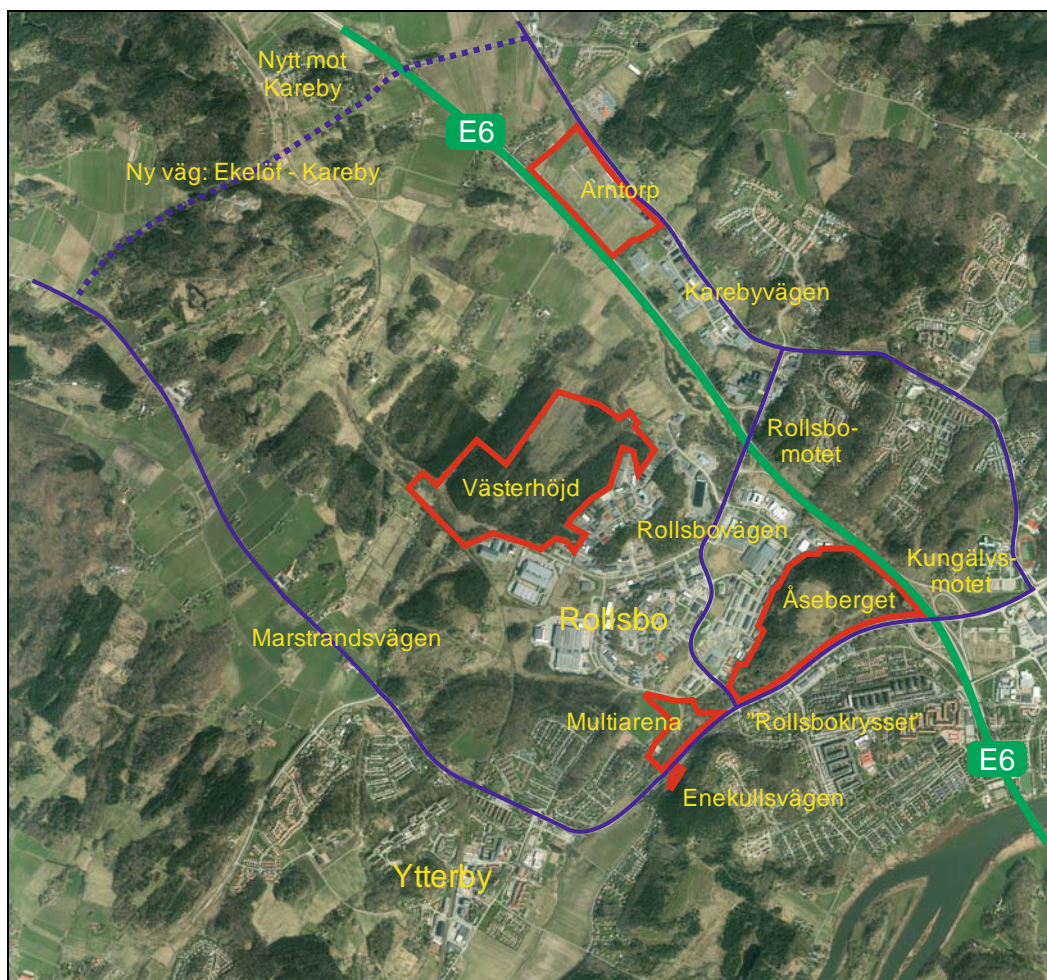 Nytt mot
Kareby
E6
Ny väg: Ekelöf - Kareby
Arntorp
Karebyvägen
Rollsbo-
motet
Västerhöjd
Rollsbovägen
Kungälvs-
motet
Åseberget
Rollsbo
Marstrandsvägen
Multiarena
"Rollsbokrysset"
E6
Enekullsvägen
Ytterby